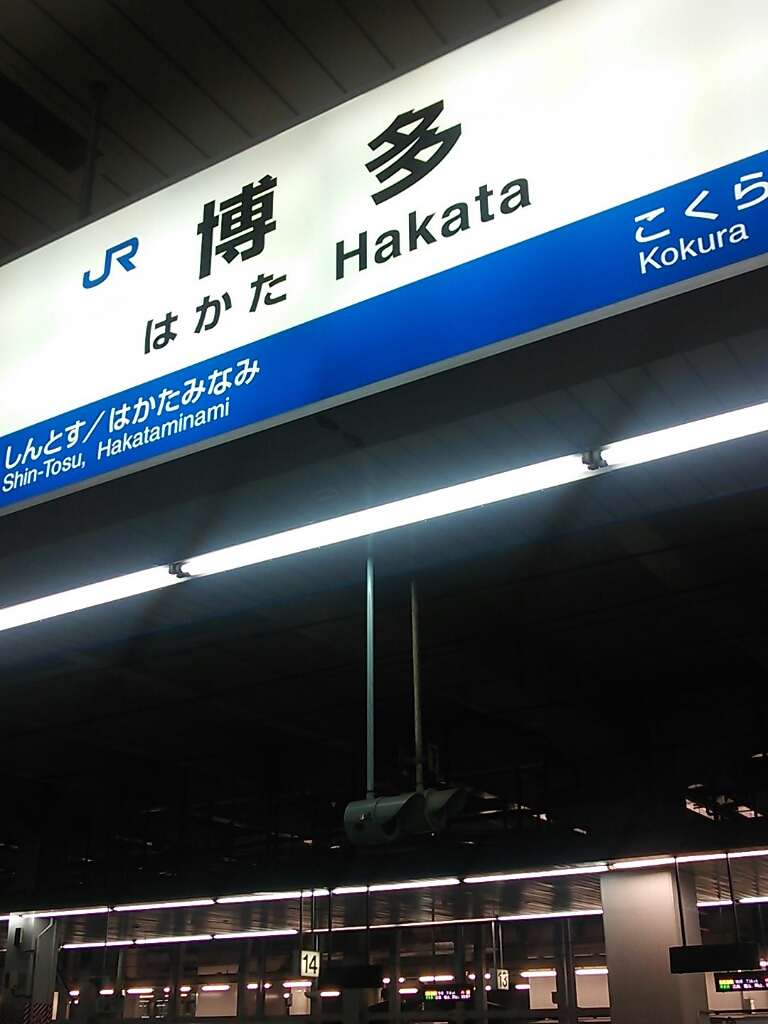 JR 博多
はかた Hakata
こくら
Kokura
しんとす/はかたみなみ
Shin-Tosu, Hakataminami
14
13